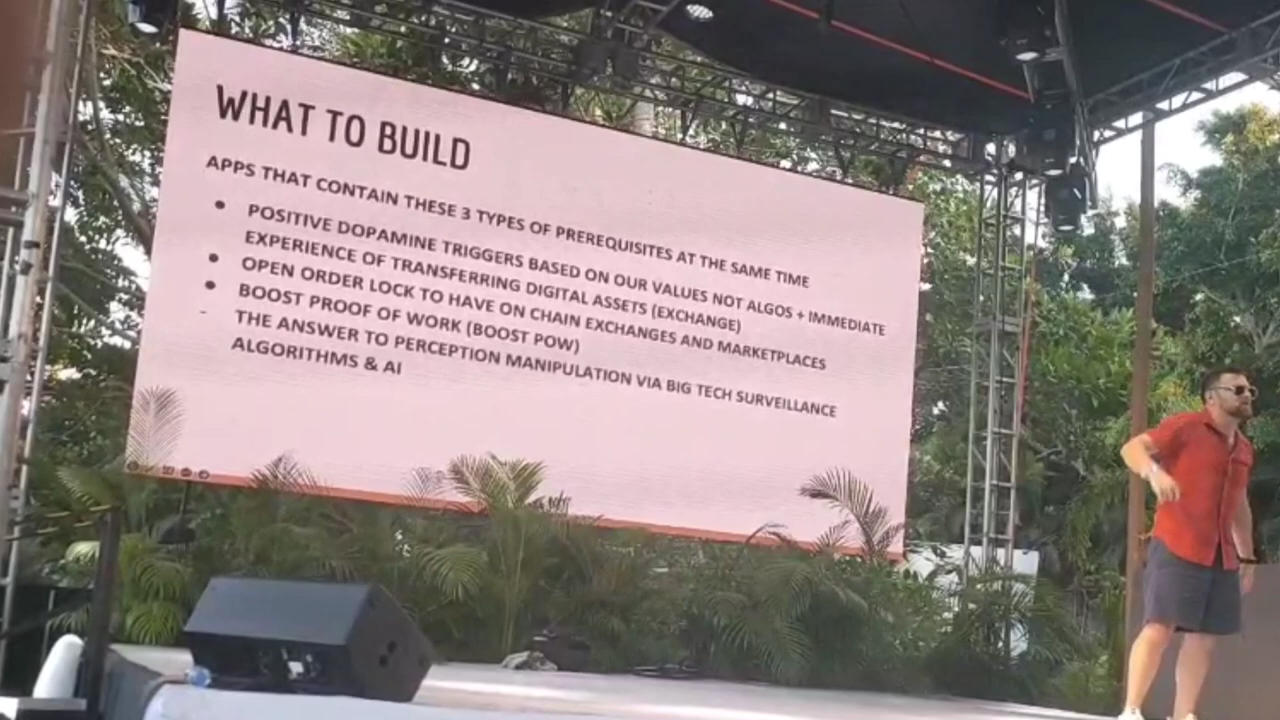 WHAT TO BUILD
APPS THAT CONTAIN THESE 3 TYPES OF PREREQUISITES AT THE SAME TIME
● POSITIVE DOPAMINE TRIGGERS BASED ON OUR VALUES NOT ALGOS + IMMEDIATE
EXPERIENCE OF TRANSFERRING DIGITAL ASSETS (EXCHANGE)
● OPEN ORDER LOCK TO HAVE ON CHAIN EXCHANGES AND MARKETPLACES
● BOOST PROOF OF WORK (BOOST POW)
- THE ANSWER TO PERCEPTION MANIPULATION VIA BIG TECH SURVEILLANCE
ALGORITHMS & AI